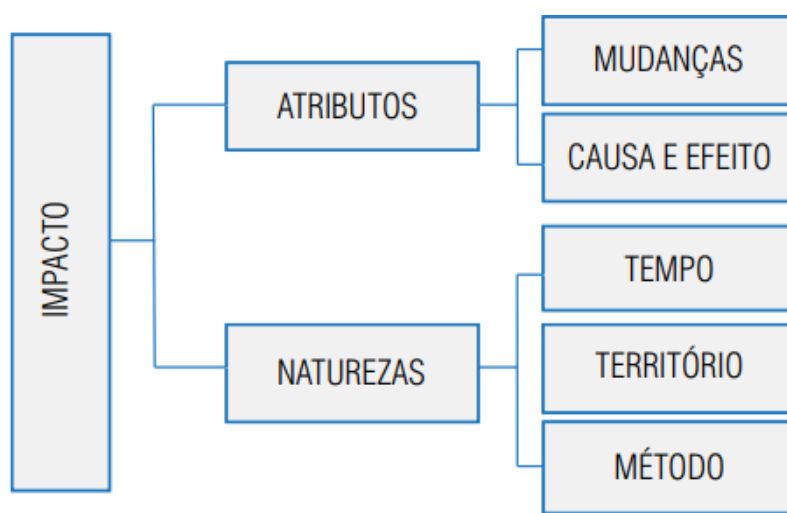 IMPACTO
ATRIBUTOS
MUDANÇAS
CAUSA E EFEITO
NATUREZAS
TEMPO
TERRITÓRIO
MÉTODO